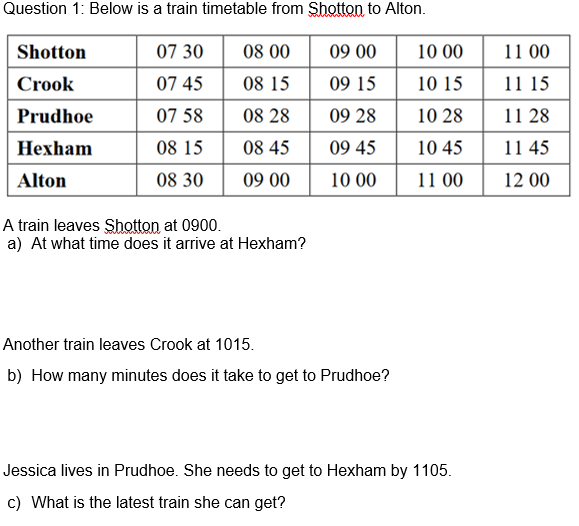 Question 1: Below is a train timetable from Shotton to Alton.
Shotton 07 30 08 00 09 00 10 00 11 00
Crook 07 45 08 15 09 15 10 15 11 15
Prudhoe 07 58 08 28 09 28 10 28 11 28
Hexham 08 15 08 45 09 45 10 45 11 45
Alton 08 30 09 00 10 00 11 00 12 00
A train leaves Shotton at 0900.
a) At what time does it arrive at Hexham?
Another train leaves Crook at 1015.
b) How many minutes does it take to get to Prudhoe?
Jessica lives in Prudhoe. She needs to get to Hexham by 1105.
c) What is the latest train she can get?